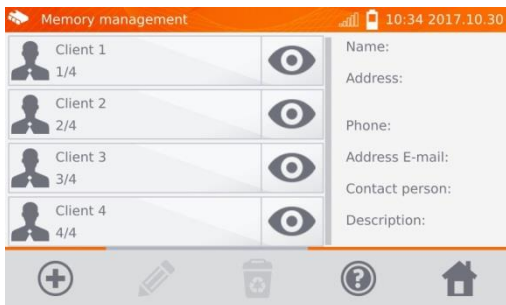 Memory management
10:34 2017.10.30
Client 1
1/4
Client 2
2/4
Client 3
3/4
Client 4
4/4
Name:
Address:
Phone:
Address E-mail:
Contact person:
Description: